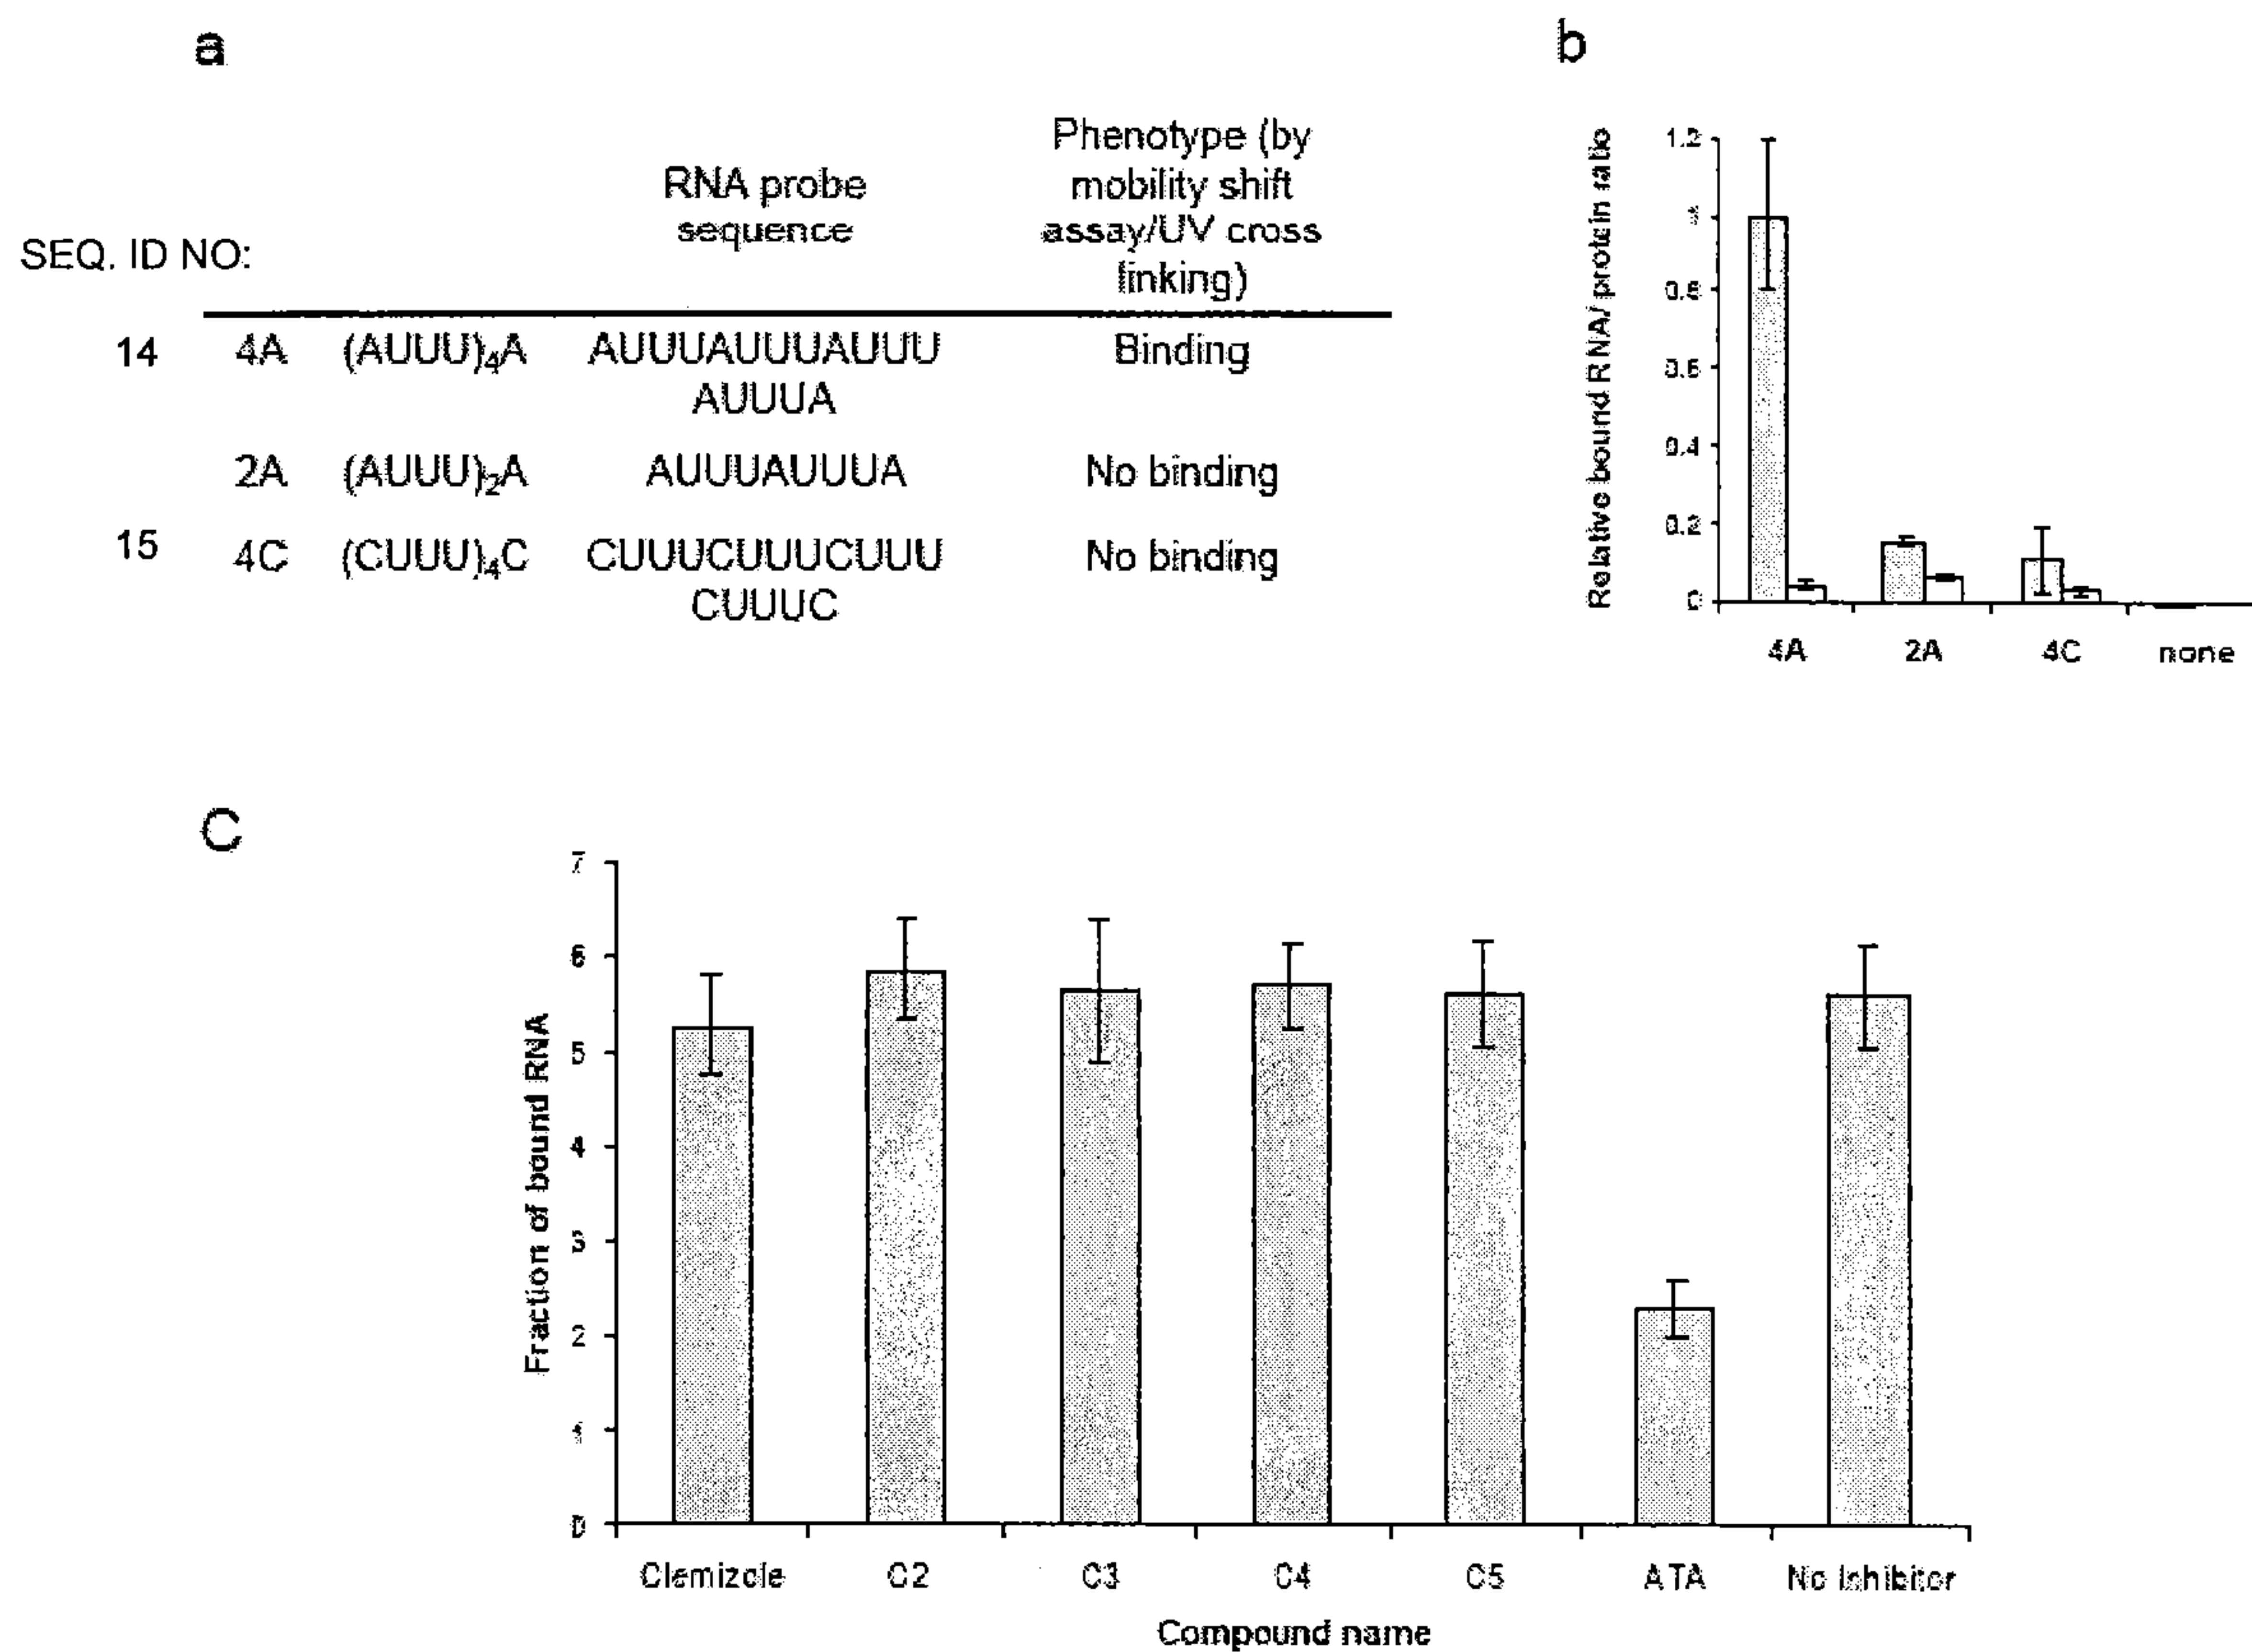 a
SEQ. ID NO:
RNA probe
sequence
Phenotype (by
mobility shift
assay/UV cross
linking)
14 4A (AUUU)₄A AUUUAUUUAUUU Binding
AUUUA
2A (AUUU)₂A AUUUAUUUA No binding
15 4C (CUUU)₄C CUUUCUUUCUUU No binding
CUUUC
b
Relative bound RNA/ protein ratio
1.2
1
0.8
0.6
0.4
0.2
0
4A 2A 4C none
C
Fraction of bound RNA
7
6
5
4
3
2
1
0
Clemizole C2 C3 C4 C5 ATA No Inhibitor
Compound name